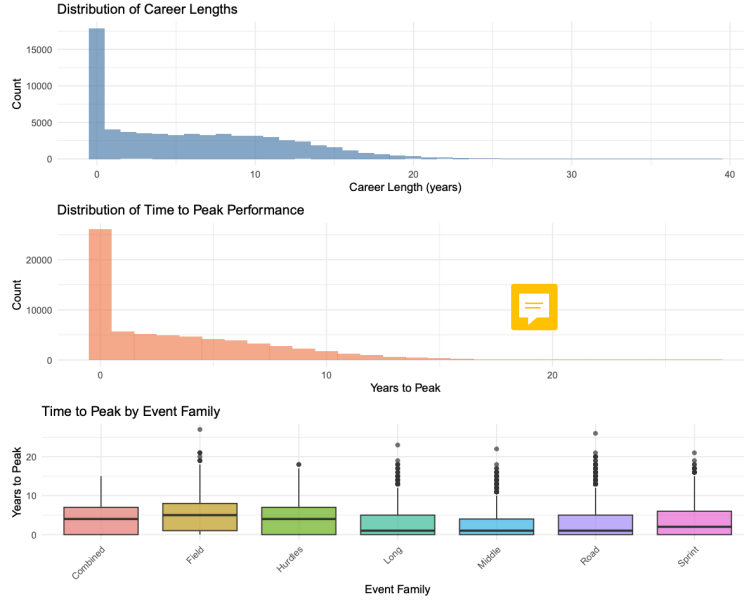 Distribution of Career Lengths
15000
10000
5000
0
Count
0 10 20 30 40
Career Length (years)
Distribution of Time to Peak Performance
20000
10000
0
Count
0 10 20
Years to Peak
Time to Peak by Event Family
20
10
0
Years to Peak
Combined Field Hurdles Long Middle Road Sprint
Event Family